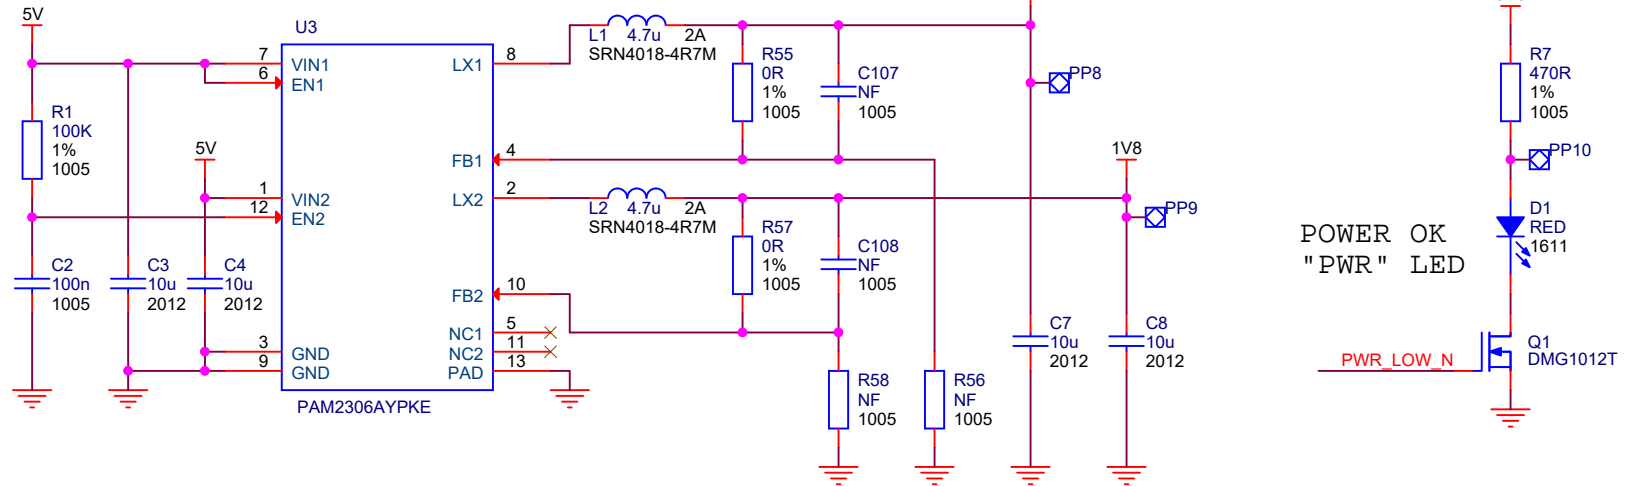 5V
U3
7
VIN1
6
EN1
R1
100K
1%
1005
5V
1
VIN2
12
EN2
C2
100n
1005
C3
10u
2012
C4
10u
2012
3
GND
9
GND
LX1
8
FB1
4
LX2
2
FB2
10
NC1
5
NC2
11
PAD
13
PAM2306AYPKE
L1 4.7u 2A
SRN4018-4R7M
R55
0R
1%
1005
C107
NF
1005
PP8
L2 4.7u 2A
SRN4018-4R7M
R57
0R
1%
1005
C108
NF
1005
1V8
PP9
R58
NF
1005
R56
NF
1005
C7
10u
2012
C8
10u
2012
R7
470R
1%
1005
PP10
D1
RED
1611
POWER OK
"PWR" LED
PWR_LOW_N
Q1
DMG1012T